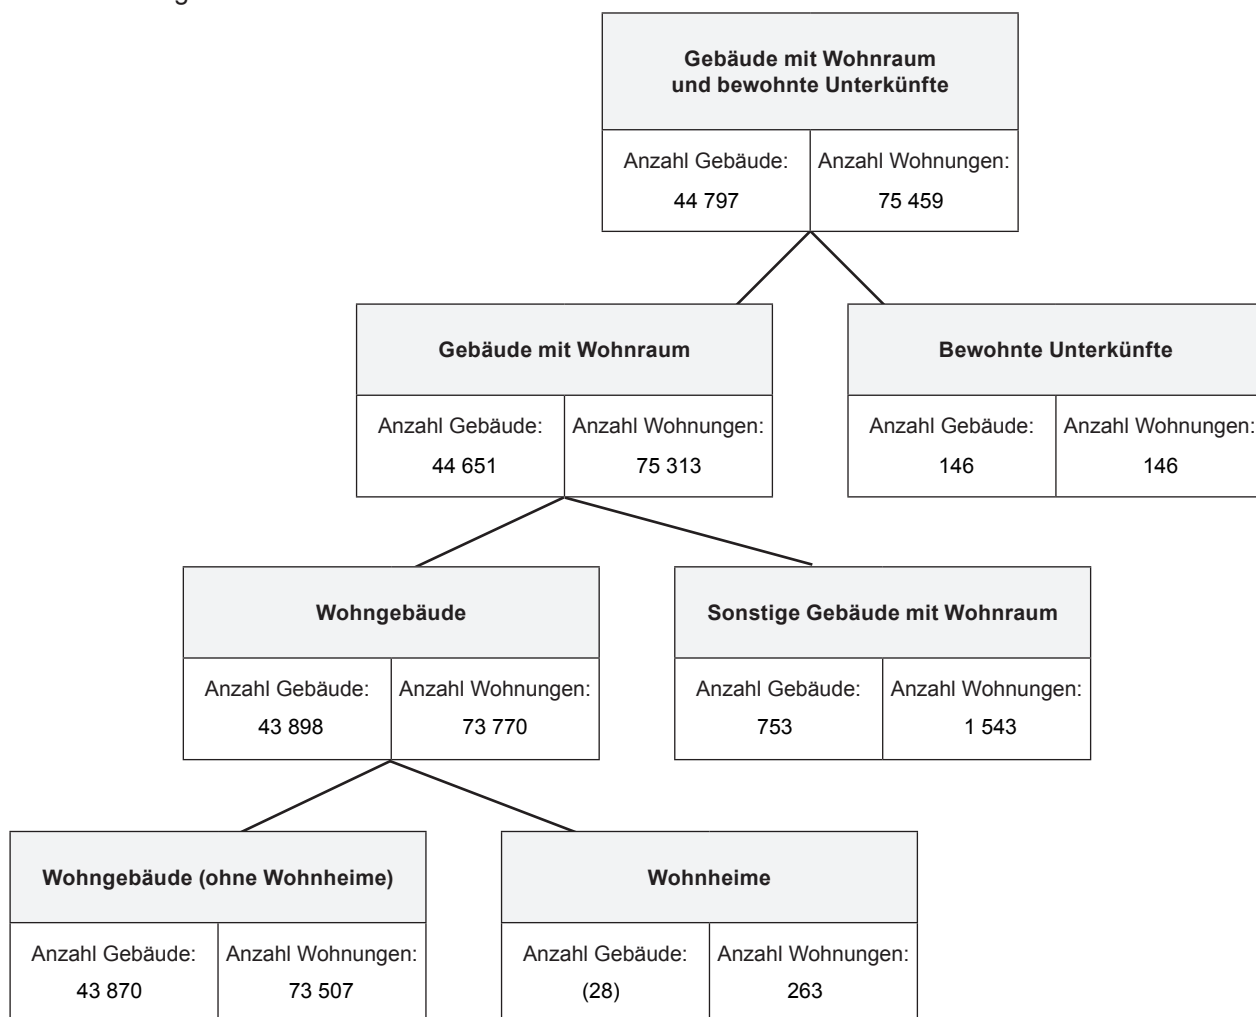 Gebäude mit Wohnraum
und bewohnte Unterkünfte
Anzahl Gebäude: Anzahl Wohnungen:
44 797 75 459
Gebäude mit Wohnraum
Anzahl Gebäude: Anzahl Wohnungen:
44 651 75 313
Bewohnte Unterkünfte
Anzahl Gebäude: Anzahl Wohnungen:
146 146
Wohngebäude
Anzahl Gebäude: Anzahl Wohnungen:
43 898 73 770
Sonstige Gebäude mit Wohnraum
Anzahl Gebäude: Anzahl Wohnungen:
753 1 543
Wohngebäude (ohne Wohnheime)
Anzahl Gebäude: Anzahl Wohnungen:
43 870 73 507
Wohnheime
Anzahl Gebäude: Anzahl Wohnungen:
(28) 263